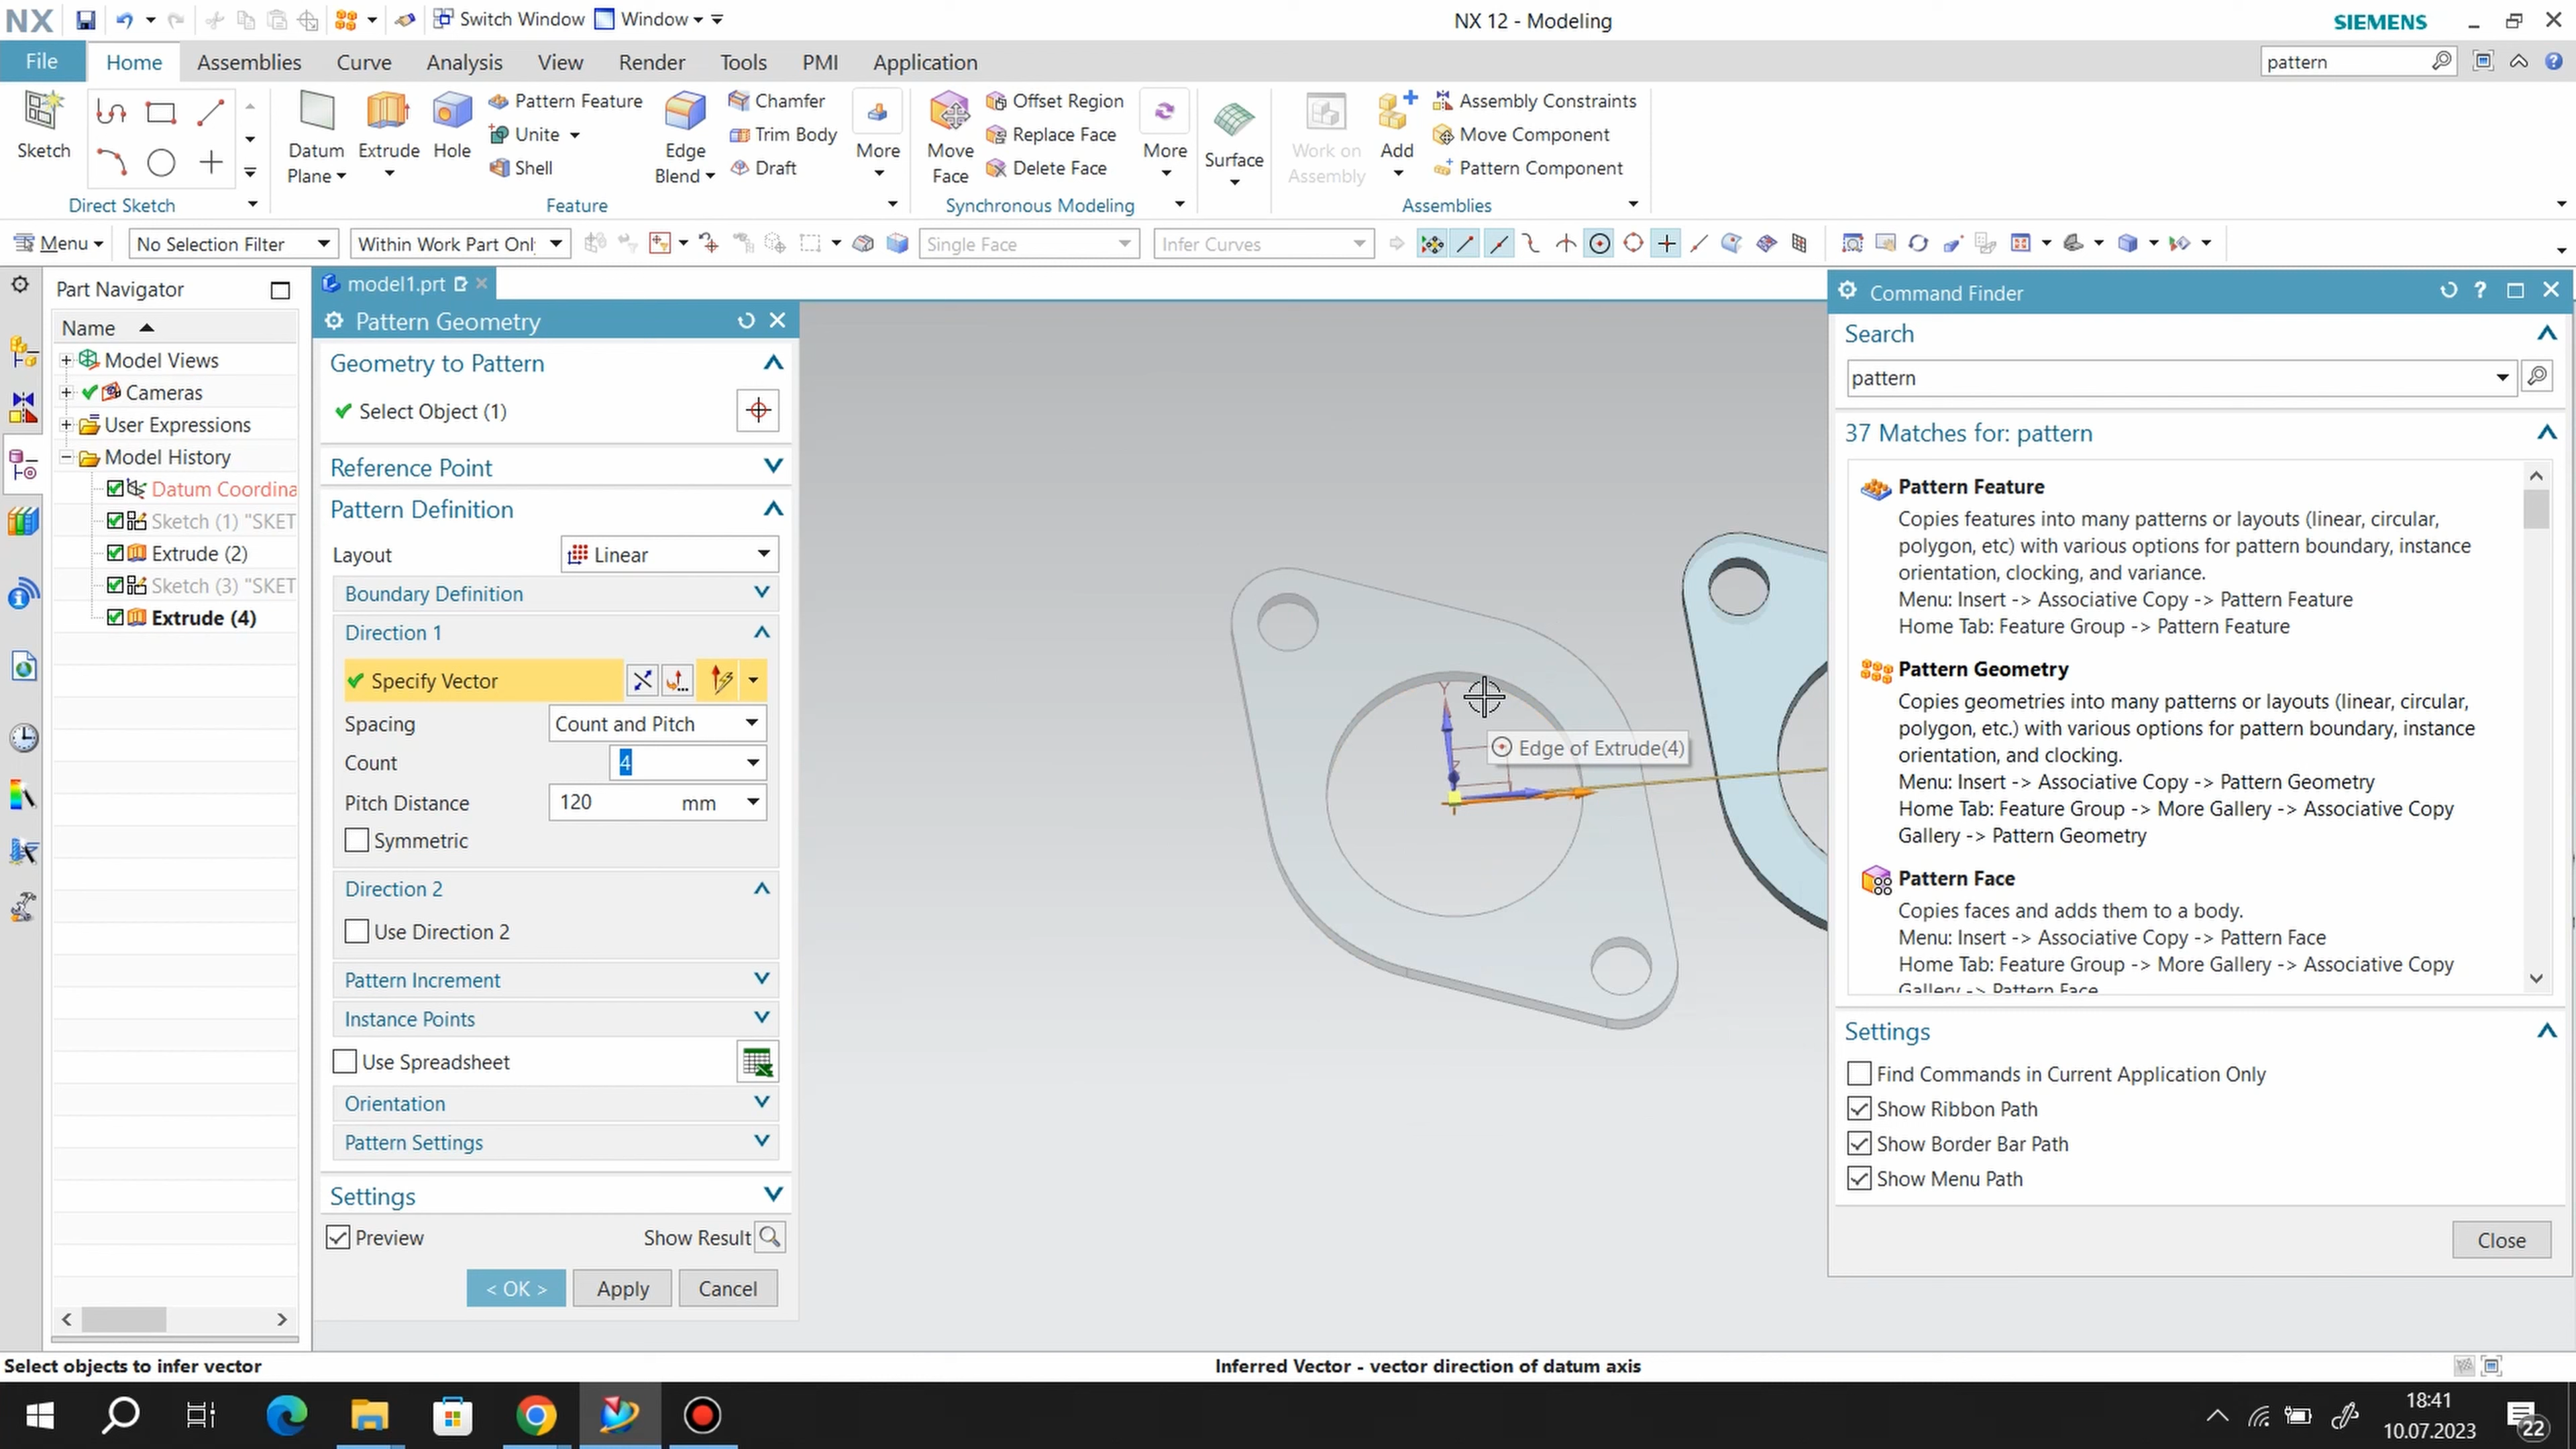 NX
Switch Window
Window
NX 12 - Modeling
SIEMENS
File
Home
Assemblies
Curve
Analysis
View
Render
Tools
PMI
Application
pattern
Sketch
Direct Sketch
Datum Plane
Extrude
Hole
Pattern Feature
Unite
Shell
Edge Blend
Chamfer
Trim Body
Draft
More
Feature
Move Face
Offset Region
Replace Face
Delete Face
More
Synchronous Modeling
Surface
Work on Assembly
Add
Assembly Constraints
Move Component
Pattern Component
Assemblies
Menu
No Selection Filter
Within Work Part Onl
Single Face
Infer Curves
Part Navigator
Name
Model Views
Cameras
User Expressions
Model History
Datum Coordina
Sketch (1) "SKET
Extrude (2)
Sketch (3) "SKET
Extrude (4)
model1.prt
Pattern Geometry
Geometry to Pattern
Select Object (1)
Reference Point
Pattern Definition
Layout
Linear
Boundary Definition
Direction 1
Specify Vector
Spacing
Count and Pitch
Count
4
Pitch Distance
120 mm
Symmetric
Direction 2
Use Direction 2
Pattern Increment
Instance Points
Use Spreadsheet
Orientation
Pattern Settings
Settings
Preview
Show Result
< OK >
Apply
Cancel
Edge of Extrude(4)
Command Finder
Search
pattern
37 Matches for: pattern
Pattern Feature
Copies features into many patterns or layouts (linear, circular,
polygon, etc) with various options for pattern boundary, instance
orientation, clocking, and variance.
Menu: Insert -> Associative Copy -> Pattern Feature
Home Tab: Feature Group -> Pattern Feature
Pattern Geometry
Copies geometries into many patterns or layouts (linear, circular,
polygon, etc.) with various options for pattern boundary, instance
orientation, and clocking.
Menu: Insert -> Associative Copy -> Pattern Geometry
Home Tab: Feature Group -> More Gallery -> Associative Copy
Gallery -> Pattern Geometry
Pattern Face
Copies faces and adds them to a body.
Menu: Insert -> Associative Copy -> Pattern Face
Home Tab: Feature Group -> More Gallery -> Associative Copy
Gallery -> Pattern Face
Settings
Find Commands in Current Application Only
Show Ribbon Path
Show Border Bar Path
Show Menu Path
Close
Select objects to infer vector
Inferred Vector - vector direction of datum axis
18:41
10.07.2023
22